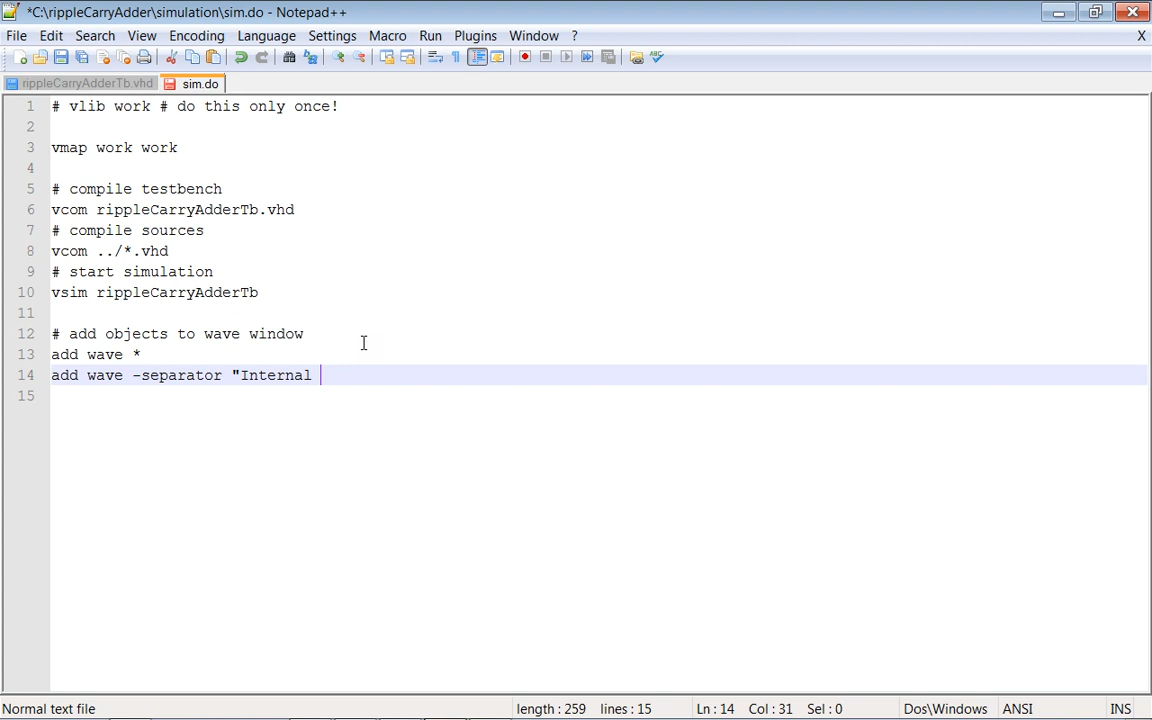 *C:\rippleCarryAdder\simulation\sim.do - Notepad++
File Edit Search View Encoding Language Settings Macro Run Plugins Window ? X
rippleCarryAdderTb.vhd sim.do
1 # vlib work # do this only once!
2
3 vmap work work
4
5 # compile testbench
6 vcom rippleCarryAdderTb.vhd
7 # compile sources
8 vcom ../*.vhd
9 # start simulation
10 vsim rippleCarryAdderTb
11
12 # add objects to wave window
13 add wave *
14 add wave -separator "Internal
15
Normal text file length : 259 lines : 15 Ln : 14 Col : 31 Sel : 0 Dos\Windows ANSI INS